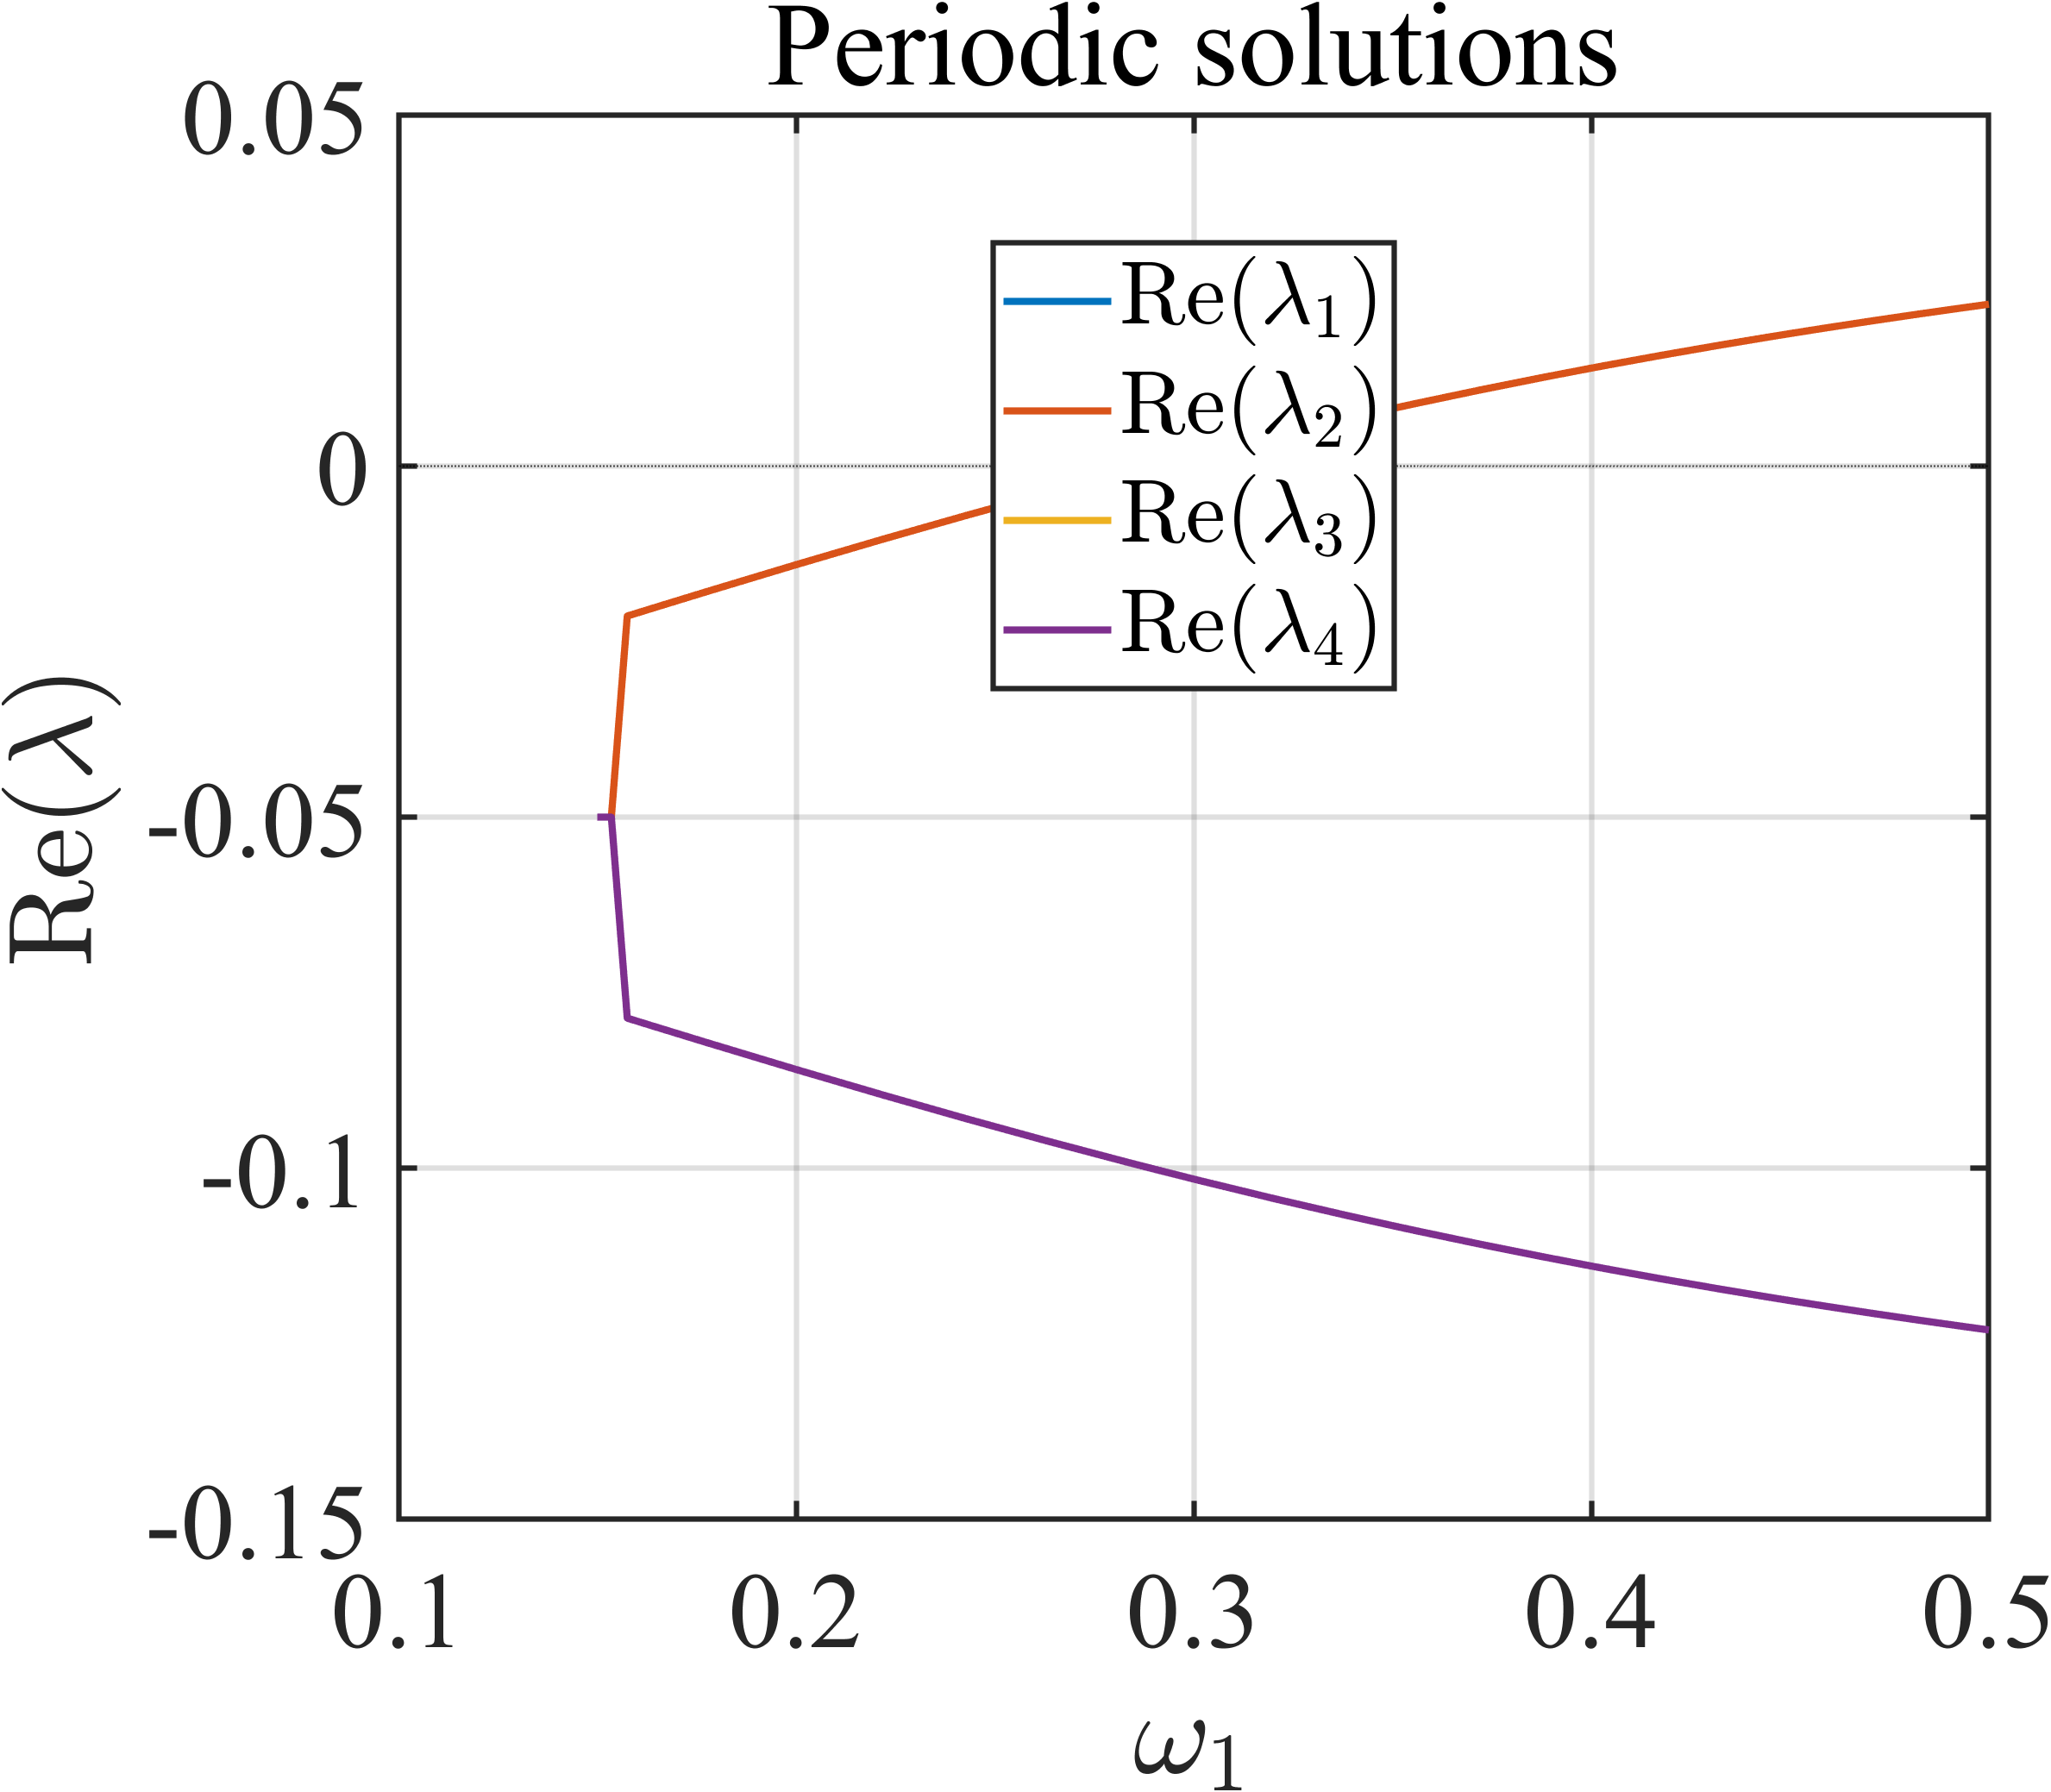 Periodic solutions
0.05
0
-0.05
-0.1
-0.15
Re(λ)
Re(λ₁)
Re(λ₂)
Re(λ₃)
Re(λ₄)
0.1 0.2 0.3 0.4 0.5
ω₁